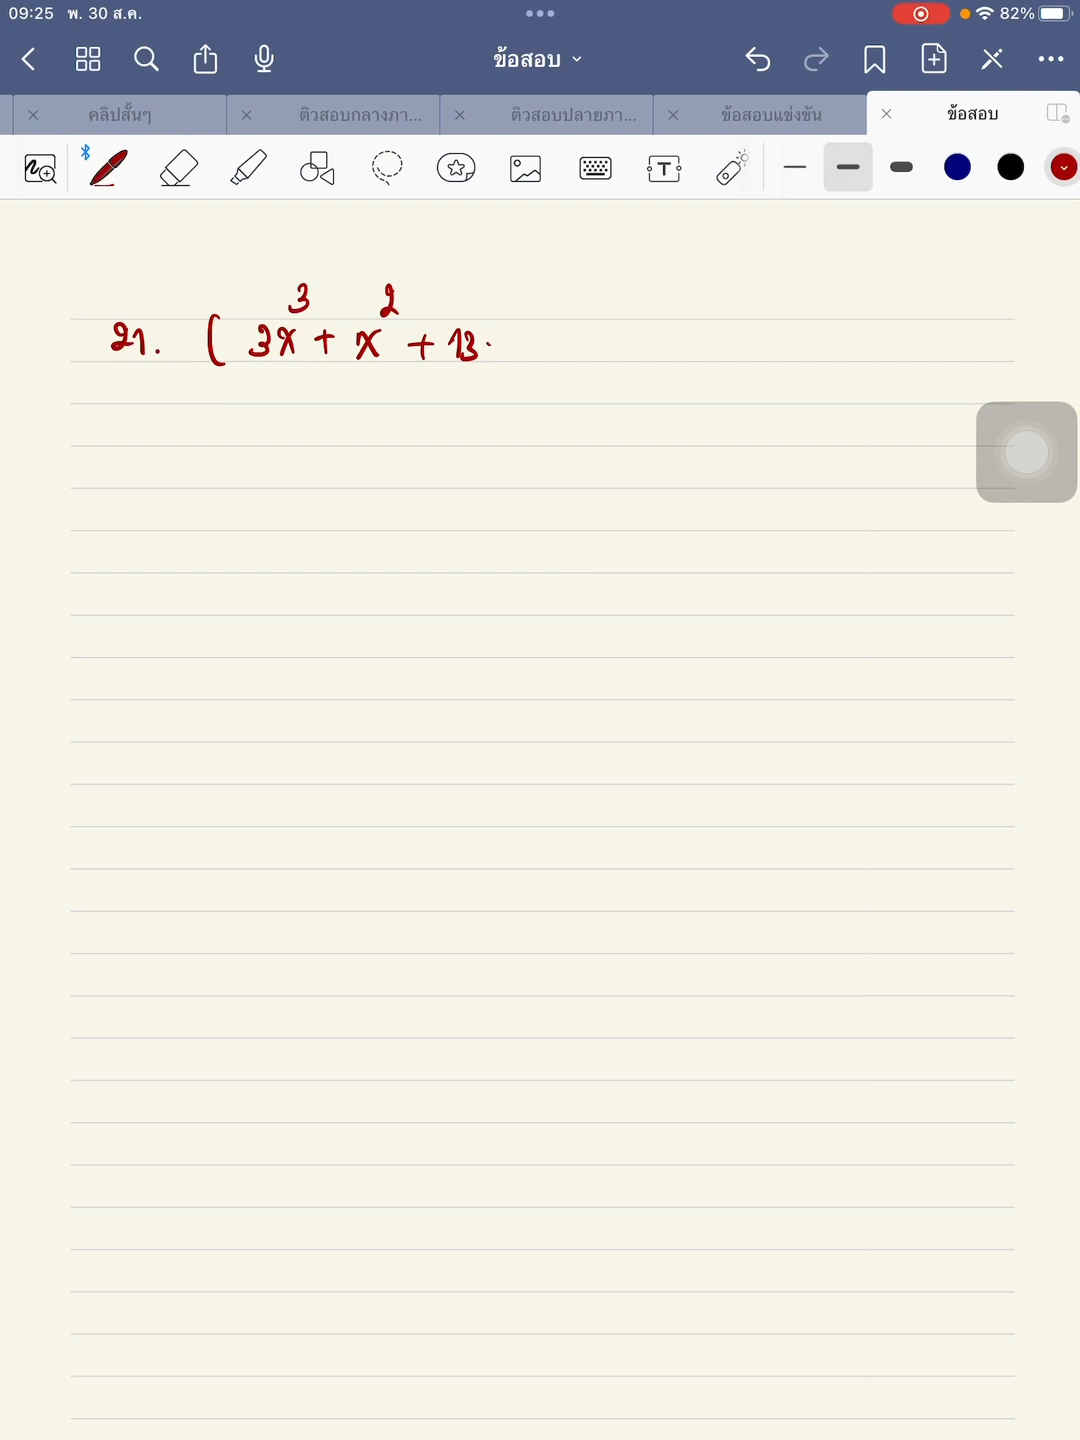 09:25 พ. 30 ส.ค. 82%
ข้อสอบ
คลิปสั้นๆ ติวสอบกลางภา... ติวสอบปลายภา... ข้อสอบแข่งขัน ข้อสอบ
T
21. ( 3x³ + x² + 13